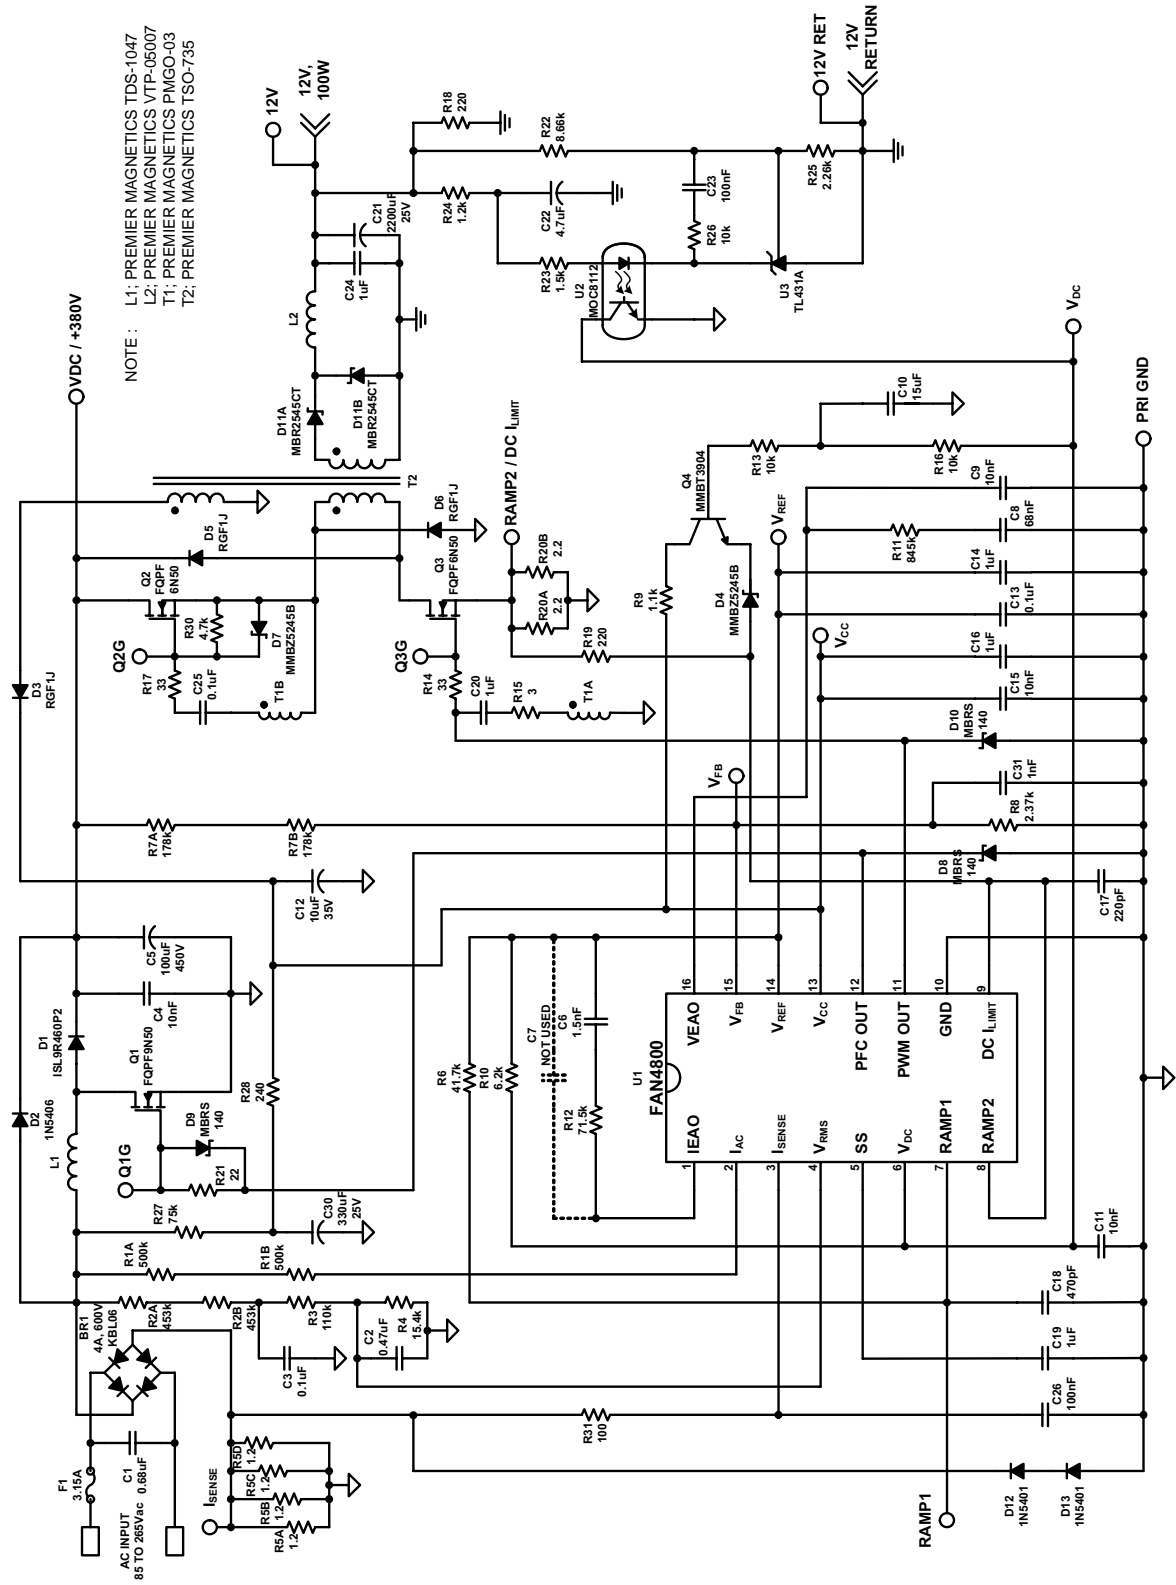 NOTE :
L1; PREMIER MAGNETICS TDS-1047
L2; PREMIER MAGNETICS VTP-05007
T1; PREMIER MAGNETICS PMGO-03
T2; PREMIER MAGNETICS TSO-735
AC INPUT
85 TO 265Vac
F1
3.15A
C1
0.68uF
BR1
4A, 600V
KBL06
I_SENSE
R5A
1.2
R5B
1.2
R5C
1.2
R5D
1.2
R2A
453k
R2B
453k
R3
110k
R4
15.4k
C3
0.1uF
C2
0.47uF
R1A
500k
R1B
500k
R27
75k
C30
330uF
25V
L1
D2
1N5406
Q1G
R21
22
D9
MBRS
140
Q1
FQPF9N50
D1
ISL9R460P2
R28
240
C4
10nF
C5
100uF
450V
C12
10uF
35V
D3
RGF1J
R7A
178k
R7B
178k
VDC / +380V
Q2G
R17
33
C25
0.1uF
T1B
R30
4.7k
D7
MMBZ5245B
Q2
FQPF
6N50
D5
RGF1J
T2
D6
RGF1J
Q3
FQPF6N50
Q3G
R14
33
C20
1uF
R15
3
T1A
R20A
2.2
R20B
2.2
R19
220
RAMP2 / DC I_LIMIT
D11A
MBR2545CT
D11B
MBR2545CT
L2
C24
1uF
C21
2200uF
25V
12V
12V,
100W
R24
1.2k
R18
220
R22
8.66k
C22
4.7uF
R23
1.5k
U2
MOC8112
R26
10k
C23
100nF
R25
2.26k
U3
TL431A
12V RET
12V
RETURN
V_DC
PRI GND
C10
15uF
R13
10k
R16
10k
Q4
MMBT3904
R9
1.1k
D4
MMBZ5245B
V_REF
V_CC
V_FB
R11
845k
C9
10nF
C8
68nF
C14
1uF
C13
0.1uF
C16
1uF
C15
10nF
D10
MBRS
140
C31
1nF
R8
2.37k
D8
MBRS
140
C17
220pF
R6
41.7k
R10
6.2k
C7
NOT USED
C6
1.5nF
R12
71.5k
U1
FAN4800
1 IEAO
2 I_AC
3 I_SENSE
4 V_RMS
5 SS
6 V_DC
7 RAMP1
8 RAMP2
16 VEAO
15 V_FB
14 V_REF
13 V_CC
12 PFC OUT
11 PWM OUT
10 GND
9 DC I_LIMIT
R31
100
C11
10nF
C18
470pF
C19
1uF
C26
100nF
D12
1N5401
D13
1N5401
RAMP1